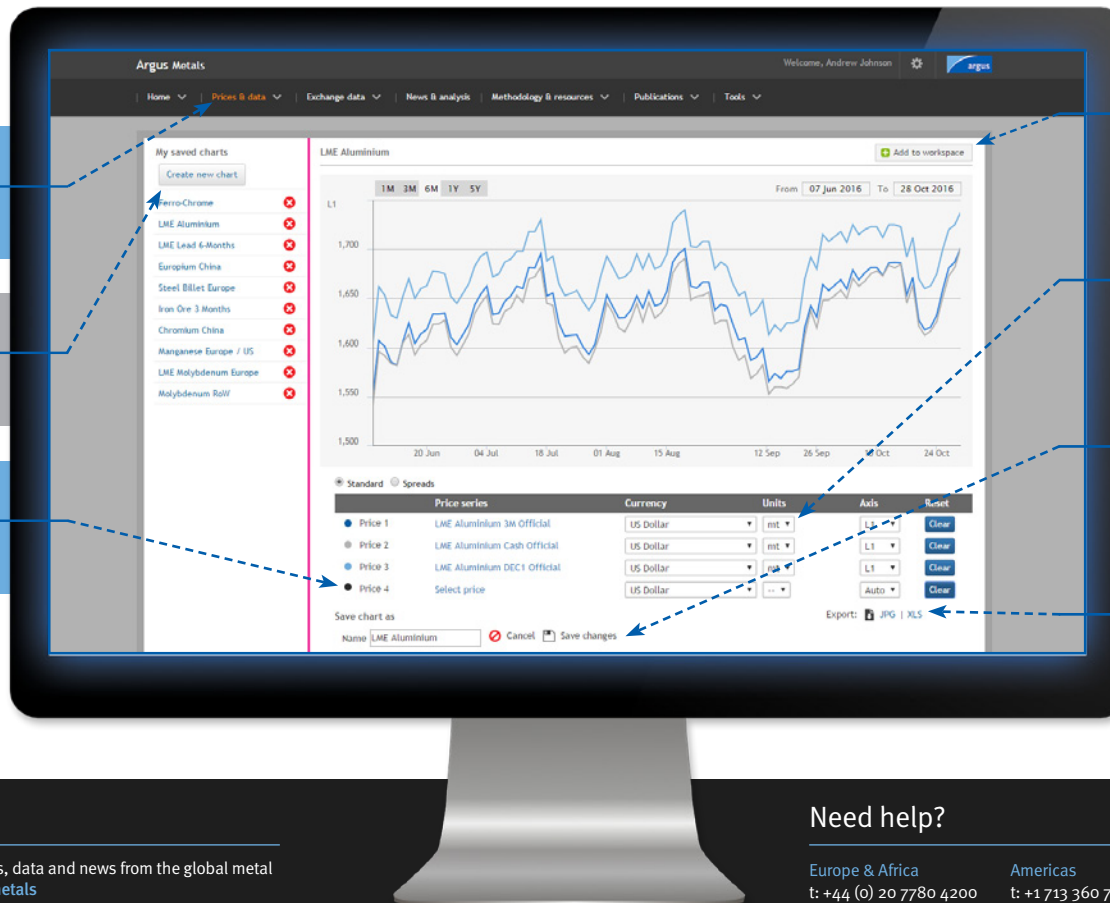 Argus Metals
Welcome, Andrew Johnson
argus
Home
Prices & data
Exchange data
News & analysis
Methodology & resources
Publications
Tools
My saved charts
Create new chart
Ferro-Chrome
LME Aluminium
LME Lead 6-Months
Europium China
Steel Billet Europe
Iron Ore 3 Months
Chromium China
Manganese Europe / US
LME Molybdenum Europe
Molybdenum RoW
LME Aluminium
Add to workspace
1M 3M 6M 1Y 5Y
From 07 Jun 2016 To 28 Oct 2016
L1
1,700
1,650
1,600
1,550
1,500
20 Jun 04 Jul 18 Jul 01 Aug 15 Aug 12 Sep 26 Sep 10 Oct 24 Oct
Standard Spreads
Price series Currency Units Axis Reset
Price 1 LME Aluminium 3M Official US Dollar mt L1 Clear
Price 2 LME Aluminium Cash Official US Dollar mt L1 Clear
Price 3 LME Aluminium DEC1 Official US Dollar mt L1 Clear
Price 4 Select price US Dollar -- Auto Clear
Save chart as
Export: JPG | XLS
Name LME Aluminium Cancel Save changes
s, data and news from the global metal
etals
Need help?
Europe & Africa
t: +44 (0) 20 7780 4200
Americas
t: +1 713 360 7